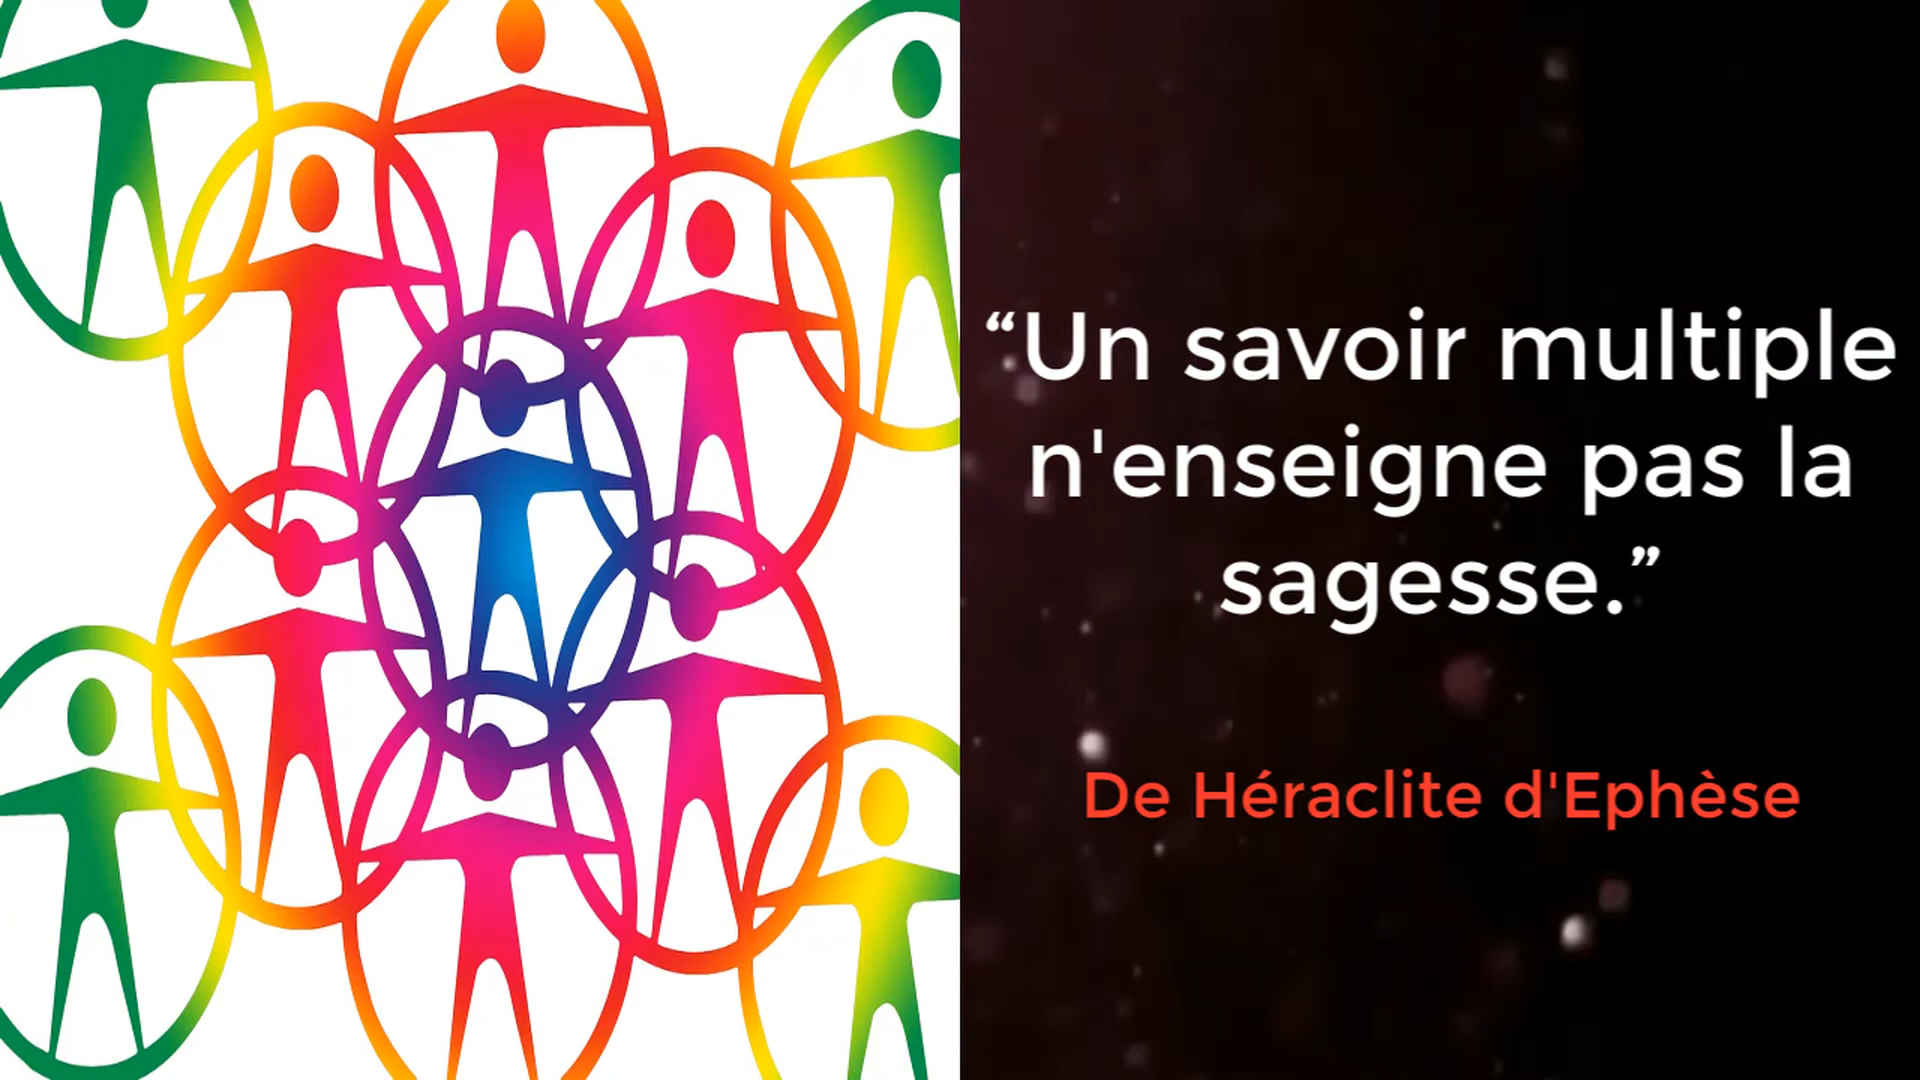 “Un savoir multiple
n'enseigne pas la
sagesse.”
De Héraclite d'Ephèse